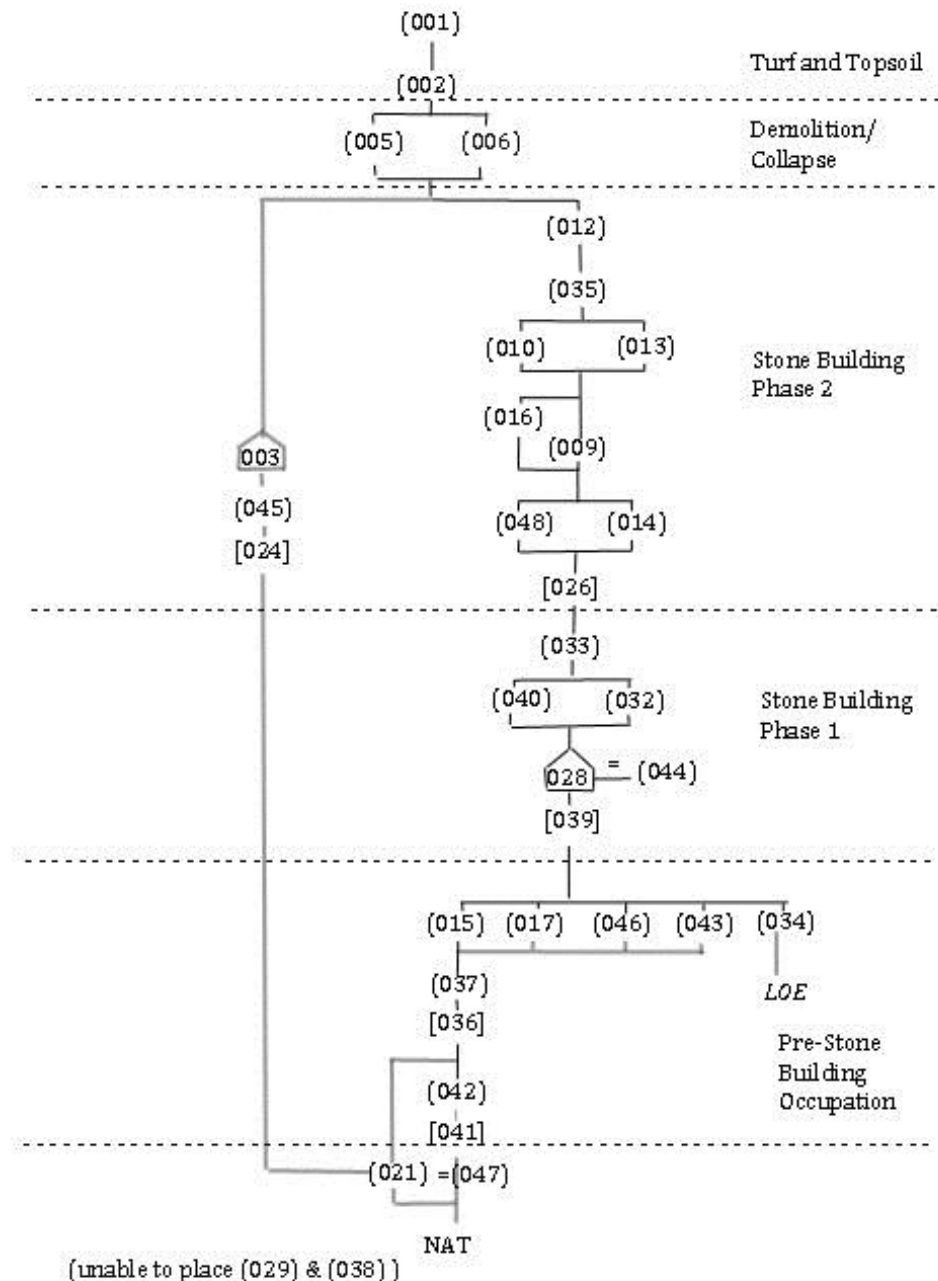 (001)
Turf and Topsoil
(002)
(005) (006)
Demolition/
Collapse
(012)
(035)
(010) (013)
Stone Building
Phase 2
(016)
(009)
003
(045)
(048) (014)
[024]
[026]
(033)
(040) (032)
Stone Building
Phase 1
028 = (044)
[039]
(015) (017) (046) (043) (034)
(037)
LOE
[036]
Pre-Stone
Building
Occupation
(042)
[041]
(021) =(047)
NAT
(unable to place (029) & (038))